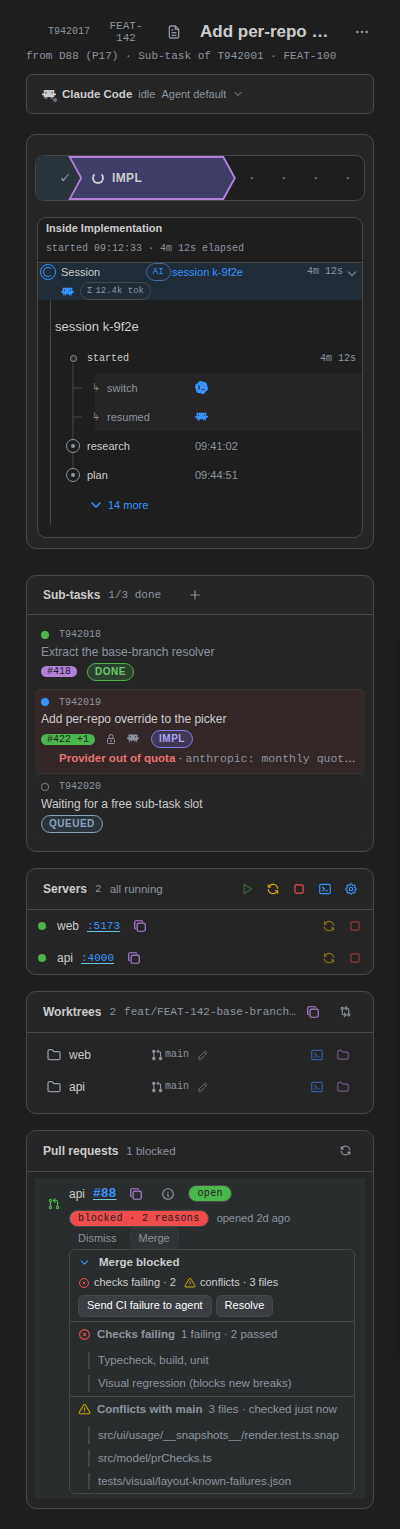 T942017 FEAT-142 Add per-repo …
from D88 (P17) · Sub-task of T942001 · FEAT-100
Claude Code idle Agent default
✓ IMPL
Inside Implementation
started 09:12:33 · 4m 12s elapsed
Session AI session k-9f2e 4m 12s
Σ 12.4k tok
session k-9f2e
started 4m 12s
↳ switch
↳ resumed
research 09:41:02
plan 09:44:51
14 more
Sub-tasks 1/3 done
T942018
Extract the base-branch resolver
#418 DONE
T942019
Add per-repo override to the picker
#422 +1 IMPL
Provider out of quota · anthropic: monthly quot…
T942020
Waiting for a free sub-task slot
QUEUED
Servers 2 all running
web :5173
api :4000
Worktrees 2 feat/FEAT-142-base-branch…
web main
api main
Pull requests 1 blocked
api #88 open
blocked · 2 reasons opened 2d ago
Dismiss Merge
Merge blocked
checks failing · 2 conflicts · 3 files
Send CI failure to agent Resolve
Checks failing 1 failing · 2 passed
Typecheck, build, unit
Visual regression (blocks new breaks)
Conflicts with main 3 files · checked just now
src/ui/usage/__snapshots__/render.test.ts.snap
src/model/prChecks.ts
tests/visual/layout-known-failures.json